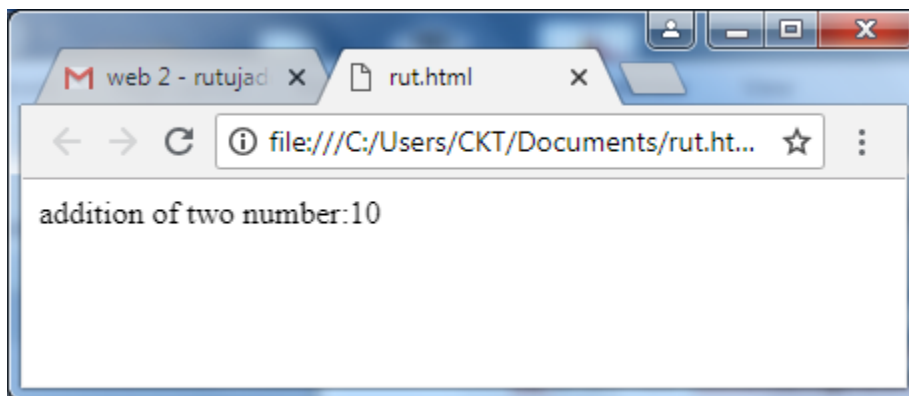 web 2 - rutujad
rut.html
file:///C:/Users/CKT/Documents/rut.ht...
addition of two number:10